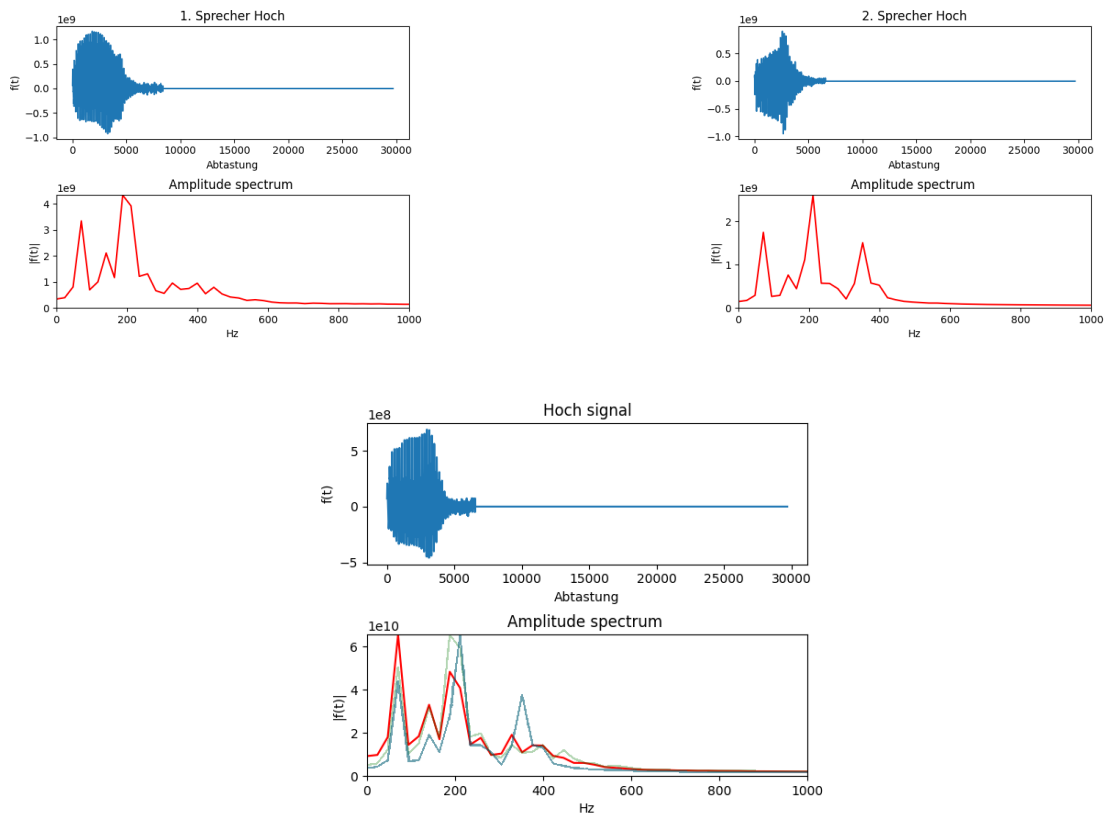 1. Sprecher Hoch
1e9
f(t)
1.0
0.5
0.0
−0.5
−1.0
0 5000 10000 15000 20000 25000 30000
Abtastung
Amplitude spectrum
1e9
|f(t)|
4
3
2
1
0
0 200 400 600 800 1000
Hz
2. Sprecher Hoch
1e9
f(t)
0.5
0.0
−0.5
−1.0
0 5000 10000 15000 20000 25000 30000
Abtastung
Amplitude spectrum
1e9
|f(t)|
2
1
0
0 200 400 600 800 1000
Hz
Hoch signal
1e8
f(t)
5
0
−5
0 5000 10000 15000 20000 25000 30000
Abtastung
Amplitude spectrum
1e10
|f(t)|
6
4
2
0
0 200 400 600 800 1000
Hz